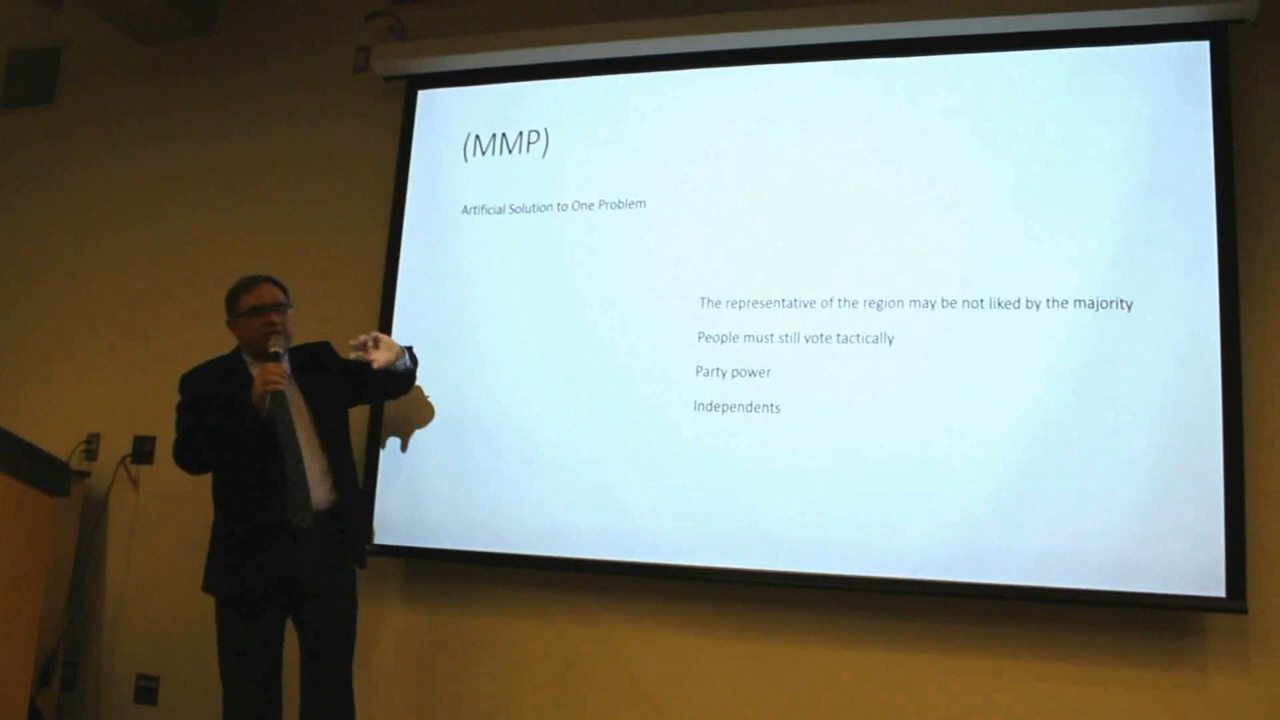 (MMP)
Artificial Solution to One Problem
The representative of the region may be not liked by the majority
People must still vote tactically
Party power
Independents